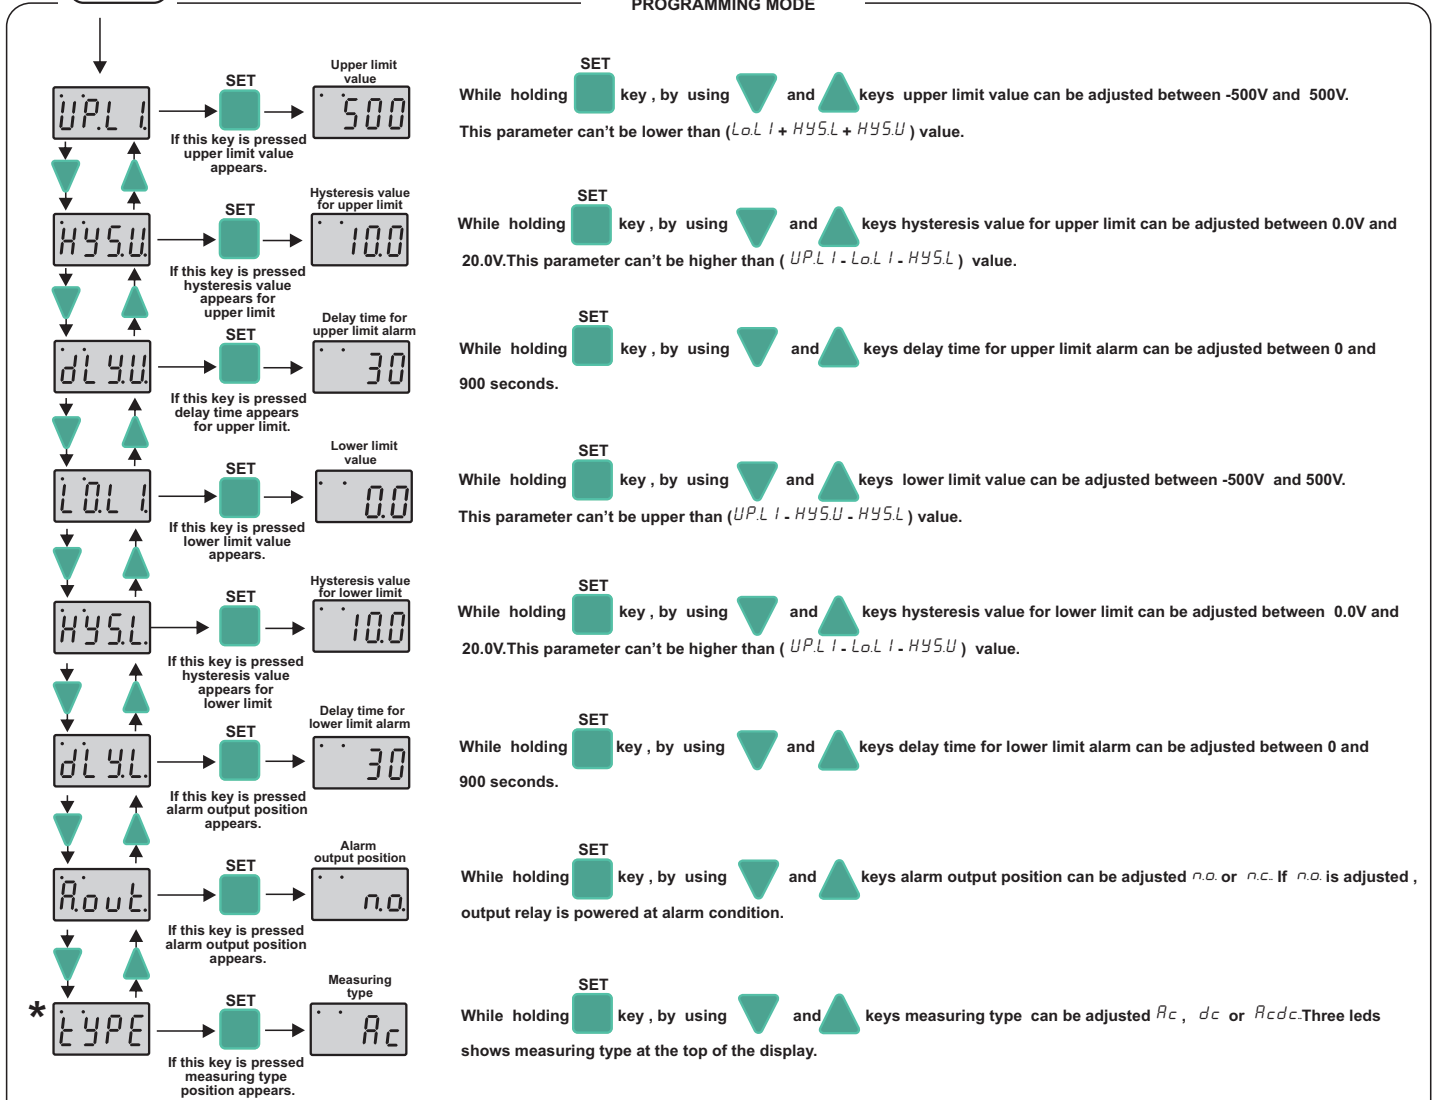 PROGRAMMING MODE
UP.L1.
SET
If this key is pressed
upper limit value
appears.
Upper limit
value
500
SET
While holding key , by using and keys upper limit value can be adjusted between -500V and 500V.
This parameter can't be lower than (Lo.L1 + HYS.L + HYS.U ) value.
HYS.U.
SET
If this key is pressed
hysteresis value
appears for
upper limit
Hysteresis value
for upper limit
10.0
SET
While holding key , by using and keys hysteresis value for upper limit can be adjusted between 0.0V and
20.0V.This parameter can't be higher than ( UP.L1 - Lo.L1 - HYS.L ) value.
dLY.U.
SET
If this key is pressed
delay time appears
for upper limit.
Delay time for
upper limit alarm
30
SET
While holding key , by using and keys delay time for upper limit alarm can be adjusted between 0 and
900 seconds.
LO.L1.
SET
If this key is pressed
lower limit value
appears.
Lower limit
value
0.0
SET
While holding key , by using and keys lower limit value can be adjusted between -500V and 500V.
This parameter can't be upper than (UP.L1 - HYS.U - HYS.L ) value.
HYS.L.
SET
If this key is pressed
hysteresis value
appears for
lower limit
Hysteresis value
for lower limit
10.0
SET
While holding key , by using and keys hysteresis value for lower limit can be adjusted between 0.0V and
20.0V.This parameter can't be higher than ( UP.L1 - Lo.L1 - HYS.U ) value.
dLY.L.
SET
If this key is pressed
alarm output position
appears.
Delay time for
lower limit alarm
30
SET
While holding key , by using and keys delay time for lower limit alarm can be adjusted between 0 and
900 seconds.
A.out.
SET
If this key is pressed
alarm output position
appears.
Alarm
output position
n.o.
SET
While holding key , by using and keys alarm output position can be adjusted n.o. or n.c.. If n.o. is adjusted ,
output relay is powered at alarm condition.
* tYPE
SET
If this key is pressed
measuring type
position appears.
Measuring
type
Ac
SET
While holding key , by using and keys measuring type can be adjusted Ac , dc or Acdc..Three leds
shows measuring type at the top of the display.